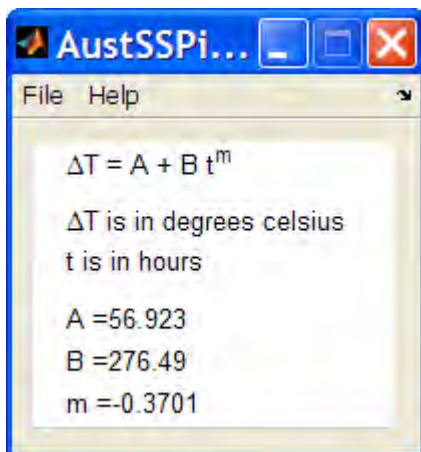 AustSSPi...
File Help
ΔT = A + B t^m
ΔT is in degrees celsius
t is in hours
A =56.923
B =276.49
m =-0.3701